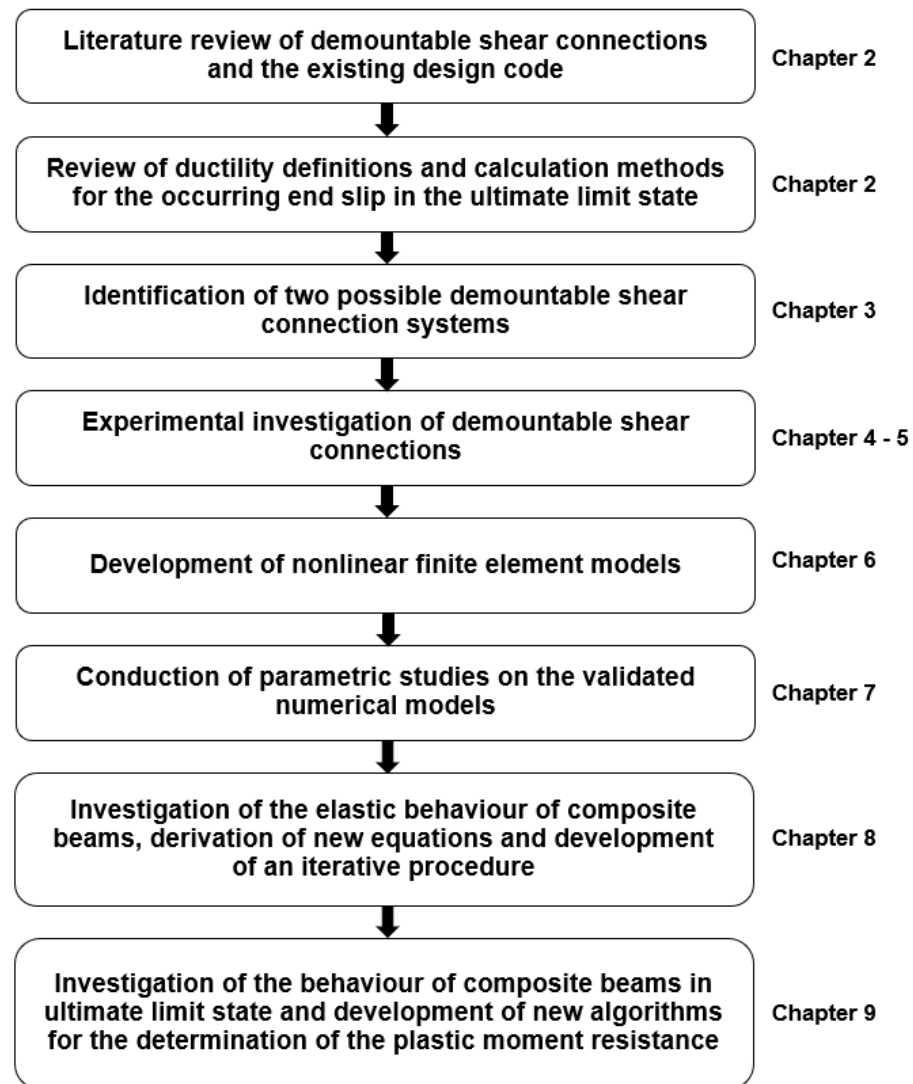 Literature review of demountable shear connections
and the existing design code
Chapter 2
Review of ductility definitions and calculation methods
for the occurring end slip in the ultimate limit state
Chapter 2
Identification of two possible demountable shear
connection systems
Chapter 3
Experimental investigation of demountable shear
connections
Chapter 4 - 5
Development of nonlinear finite element models
Chapter 6
Conduction of parametric studies on the validated
numerical models
Chapter 7
Investigation of the elastic behaviour of composite
beams, derivation of new equations and development
of an iterative procedure
Chapter 8
Investigation of the behaviour of composite beams in
ultimate limit state and development of new algorithms
for the determination of the plastic moment resistance
Chapter 9